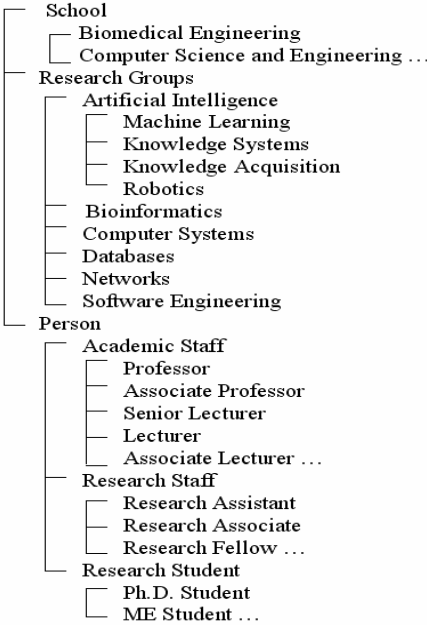 School
Biomedical Engineering
Computer Science and Engineering …
Research Groups
Artificial Intelligence
Machine Learning
Knowledge Systems
Knowledge Acquisition
Robotics
Bioinformatics
Computer Systems
Databases
Networks
Software Engineering
Person
Academic Staff
Professor
Associate Professor
Senior Lecturer
Lecturer
Associate Lecturer …
Research Staff
Research Assistant
Research Associate
Research Fellow …
Research Student
Ph.D. Student
ME Student …